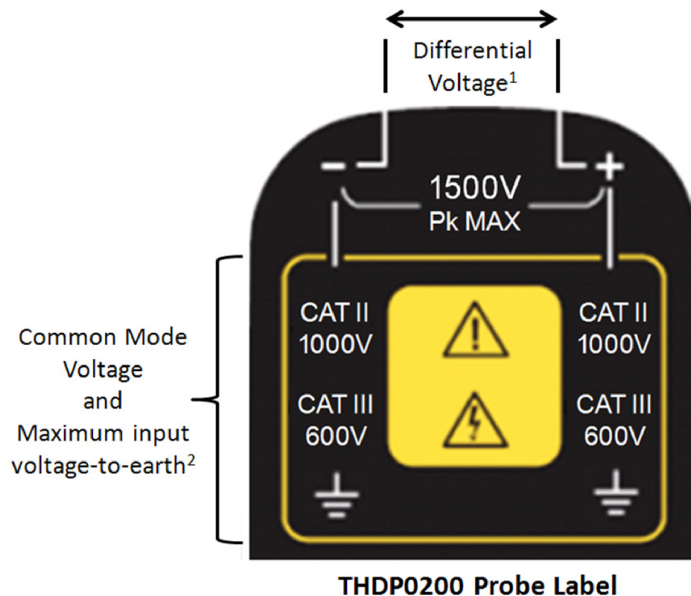 Differential
Voltage¹
- +
1500V
Pk MAX
CAT II
1000V
CAT III
600V
CAT II
1000V
CAT III
600V
Common Mode
Voltage
and
Maximum input
voltage-to-earth²
THDP0200 Probe Label